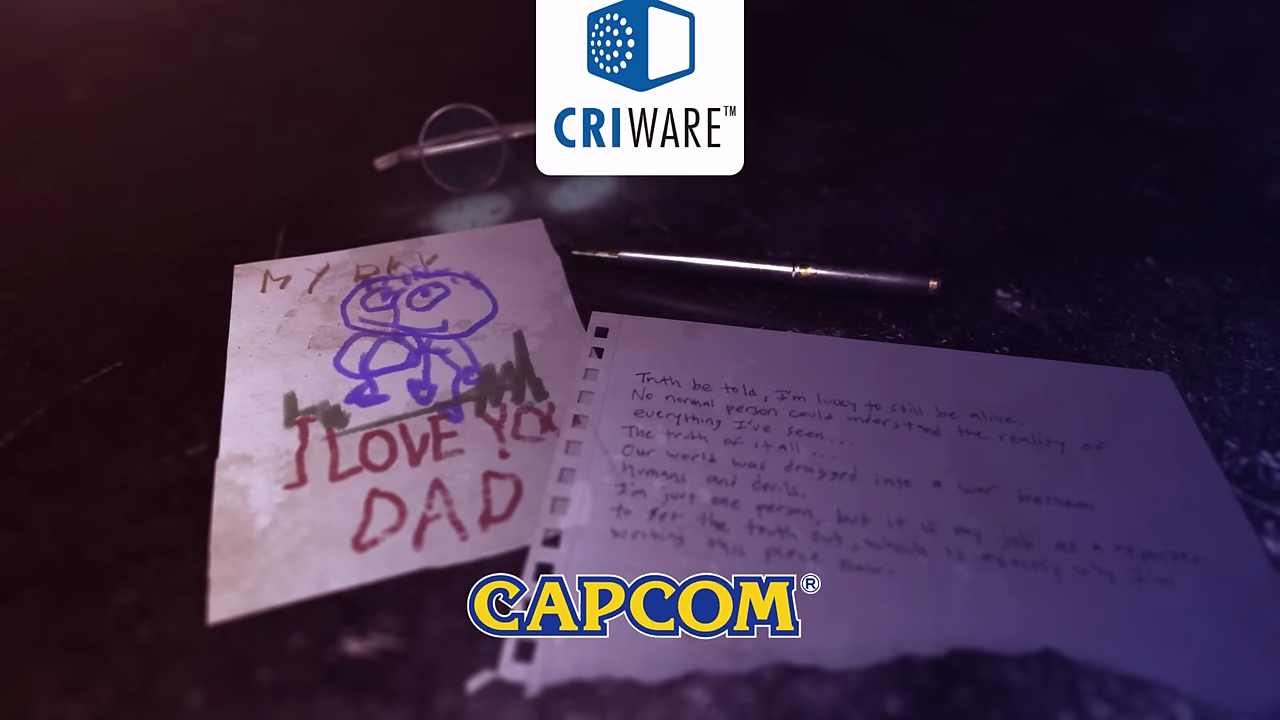 CRIWARE™
MY DAD
I LOVE YOU
DAD
Truth be told, I'm lucky to still be alive.
No normal person could understand the reality of
everything I've seen...
The truth of it all...
Our world was dragged into a war between
humans and devils.
I'm just one person, but it is my job as a reporter
to get the truth out, which is exactly why I'm
writing this piece now.
CAPCOM®